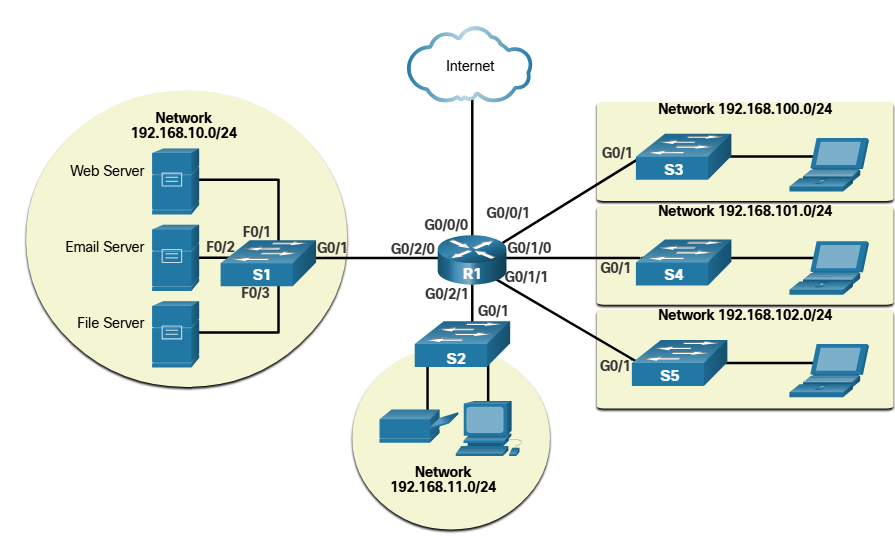 Internet
Network
192.168.10.0/24
Web Server
Email Server
File Server
F0/1
F0/2
F0/3
S1
G0/1
G0/2/0
G0/0/0
G0/0/1
G0/1/0
G0/1/1
G0/2/1
R1
G0/1
S2
Network
192.168.11.0/24
Network 192.168.100.0/24
G0/1
S3
Network 192.168.101.0/24
G0/1
S4
Network 192.168.102.0/24
G0/1
S5